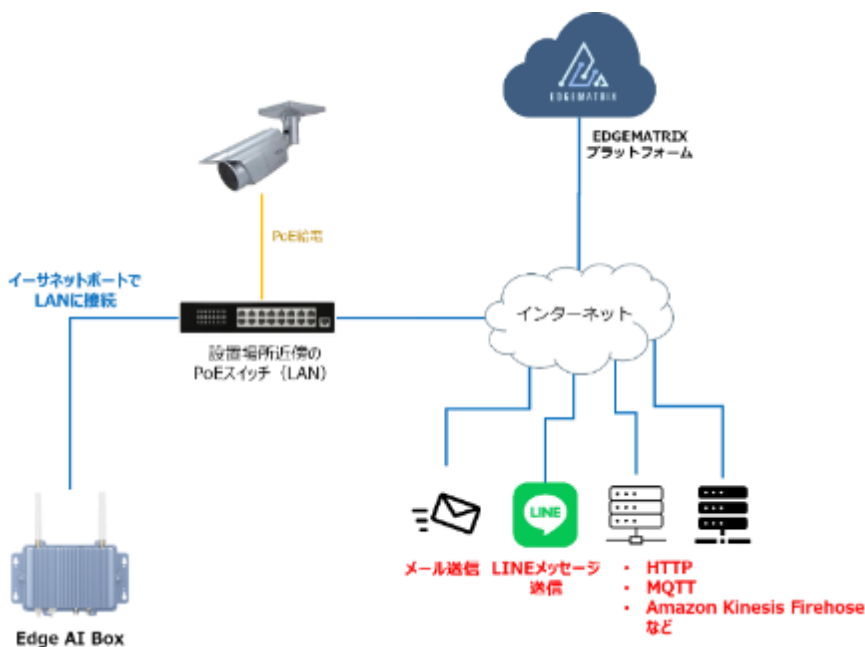 EDGEMATRIX
EDGEMATRIX
プラットフォーム
PoE給電
イーサネットポートで
LANに接続
インターネット
設置場所近傍の
PoEスイッチ（LAN）
LINE
メール送信
LINEメッセージ
送信
・ HTTP
・ MQTT
・ Amazon Kinesis Firehose
など
Edge AI Box